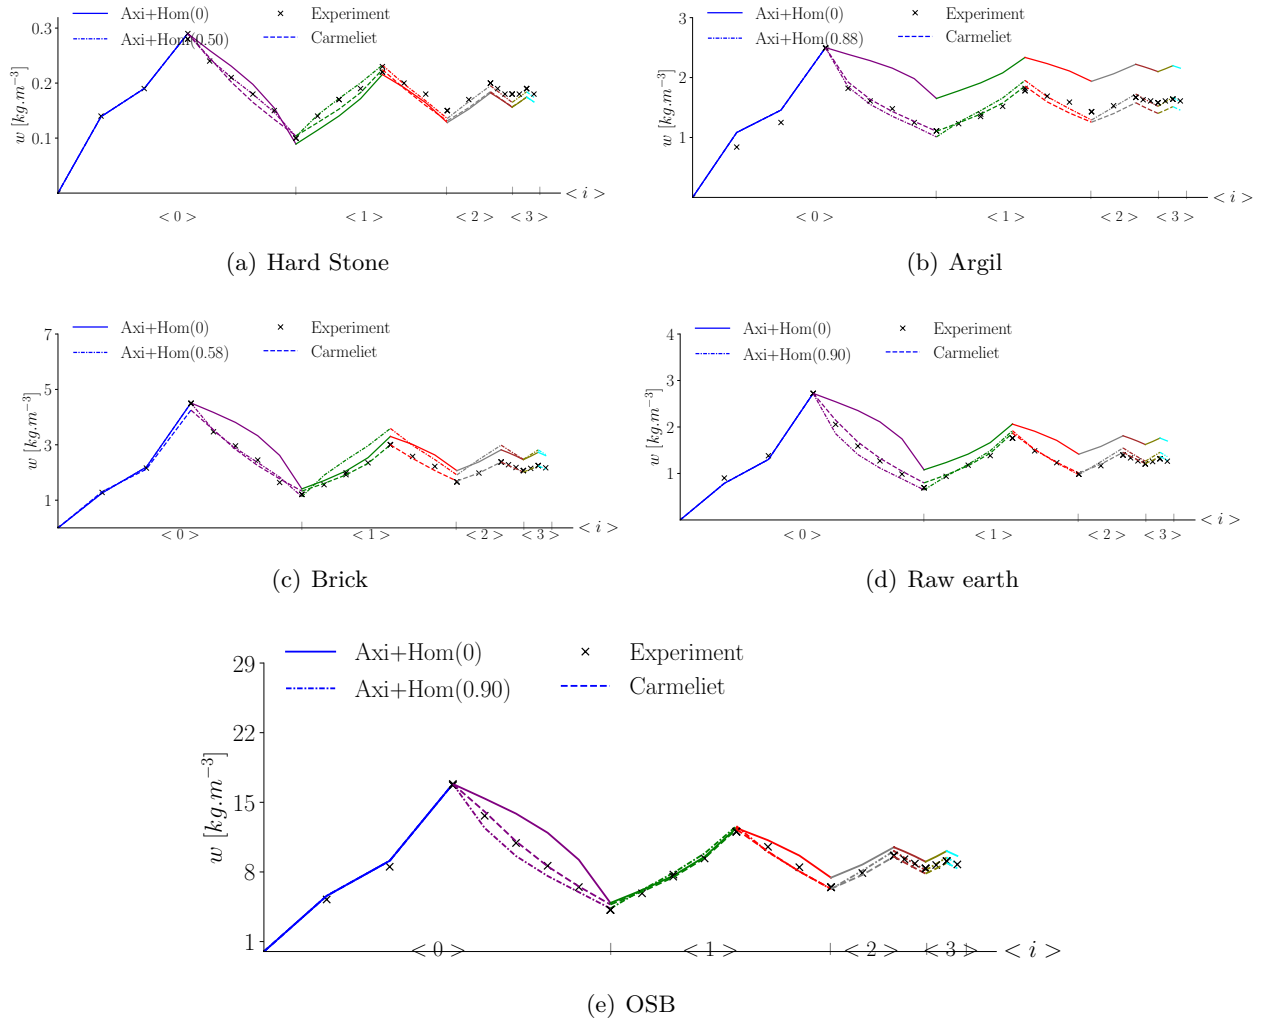 Axi+Hom(0)
Axi+Hom(0.50)
Experiment
Carmeliet
w [kg.m−3]
0.3
0.2
0.1
< i >
< 0 >
< 1 >
< 2 >
< 3 >
(a) Hard Stone
Axi+Hom(0)
Axi+Hom(0.88)
Experiment
Carmeliet
w [kg.m−3]
3
2
1
< i >
< 0 >
< 1 >
< 2 >
< 3 >
(b) Argil
Axi+Hom(0)
Axi+Hom(0.58)
Experiment
Carmeliet
w [kg.m−3]
7
5
3
1
< i >
< 0 >
< 1 >
< 2 >
< 3 >
(c) Brick
Axi+Hom(0)
Axi+Hom(0.90)
Experiment
Carmeliet
w [kg.m−3]
4
3
2
1
< i >
< 0 >
< 1 >
< 2 >
< 3 >
(d) Raw earth
Axi+Hom(0)
Axi+Hom(0.90)
Experiment
Carmeliet
w [kg.m−3]
29
22
15
8
1
< i >
< 0 >
< 1 >
< 2 >
< 3 >
(e) OSB